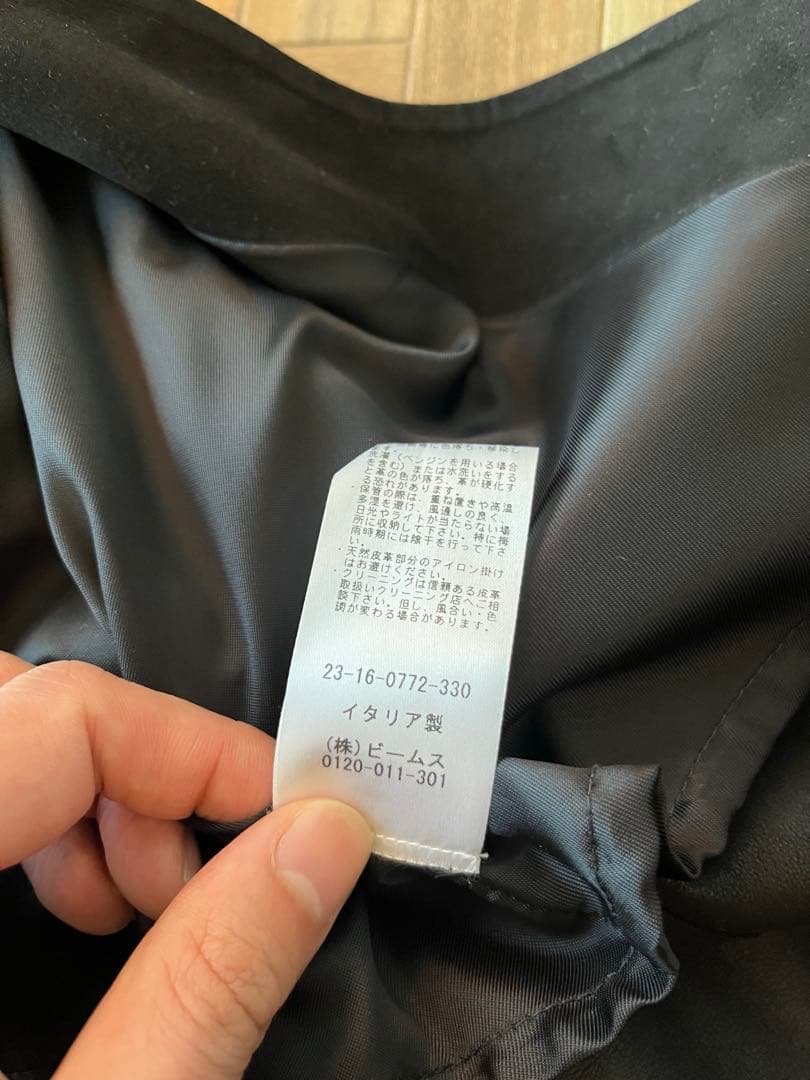 洗濯（ベンジンを用いる場合
を含む）または水洗いをする
と革の色が落ち、革が硬化す
る恐れがあります。
・保管の際は、重ね置きや高温
多湿を避け、風通しの良く、
日光やライトが当たらない場
所に収納して下さい。特に梅
雨時期には陰干を行って下さ
い。
・天然皮革部分のアイロン掛け
はお避けください。
・クリーニングは信頼ある皮革
取扱いクリーニング店へご相
談下さい。但し、風合い・色
調が変わる場合があります。
23-16-0772-330
イタリア製
(株)ビームス
0120-011-301